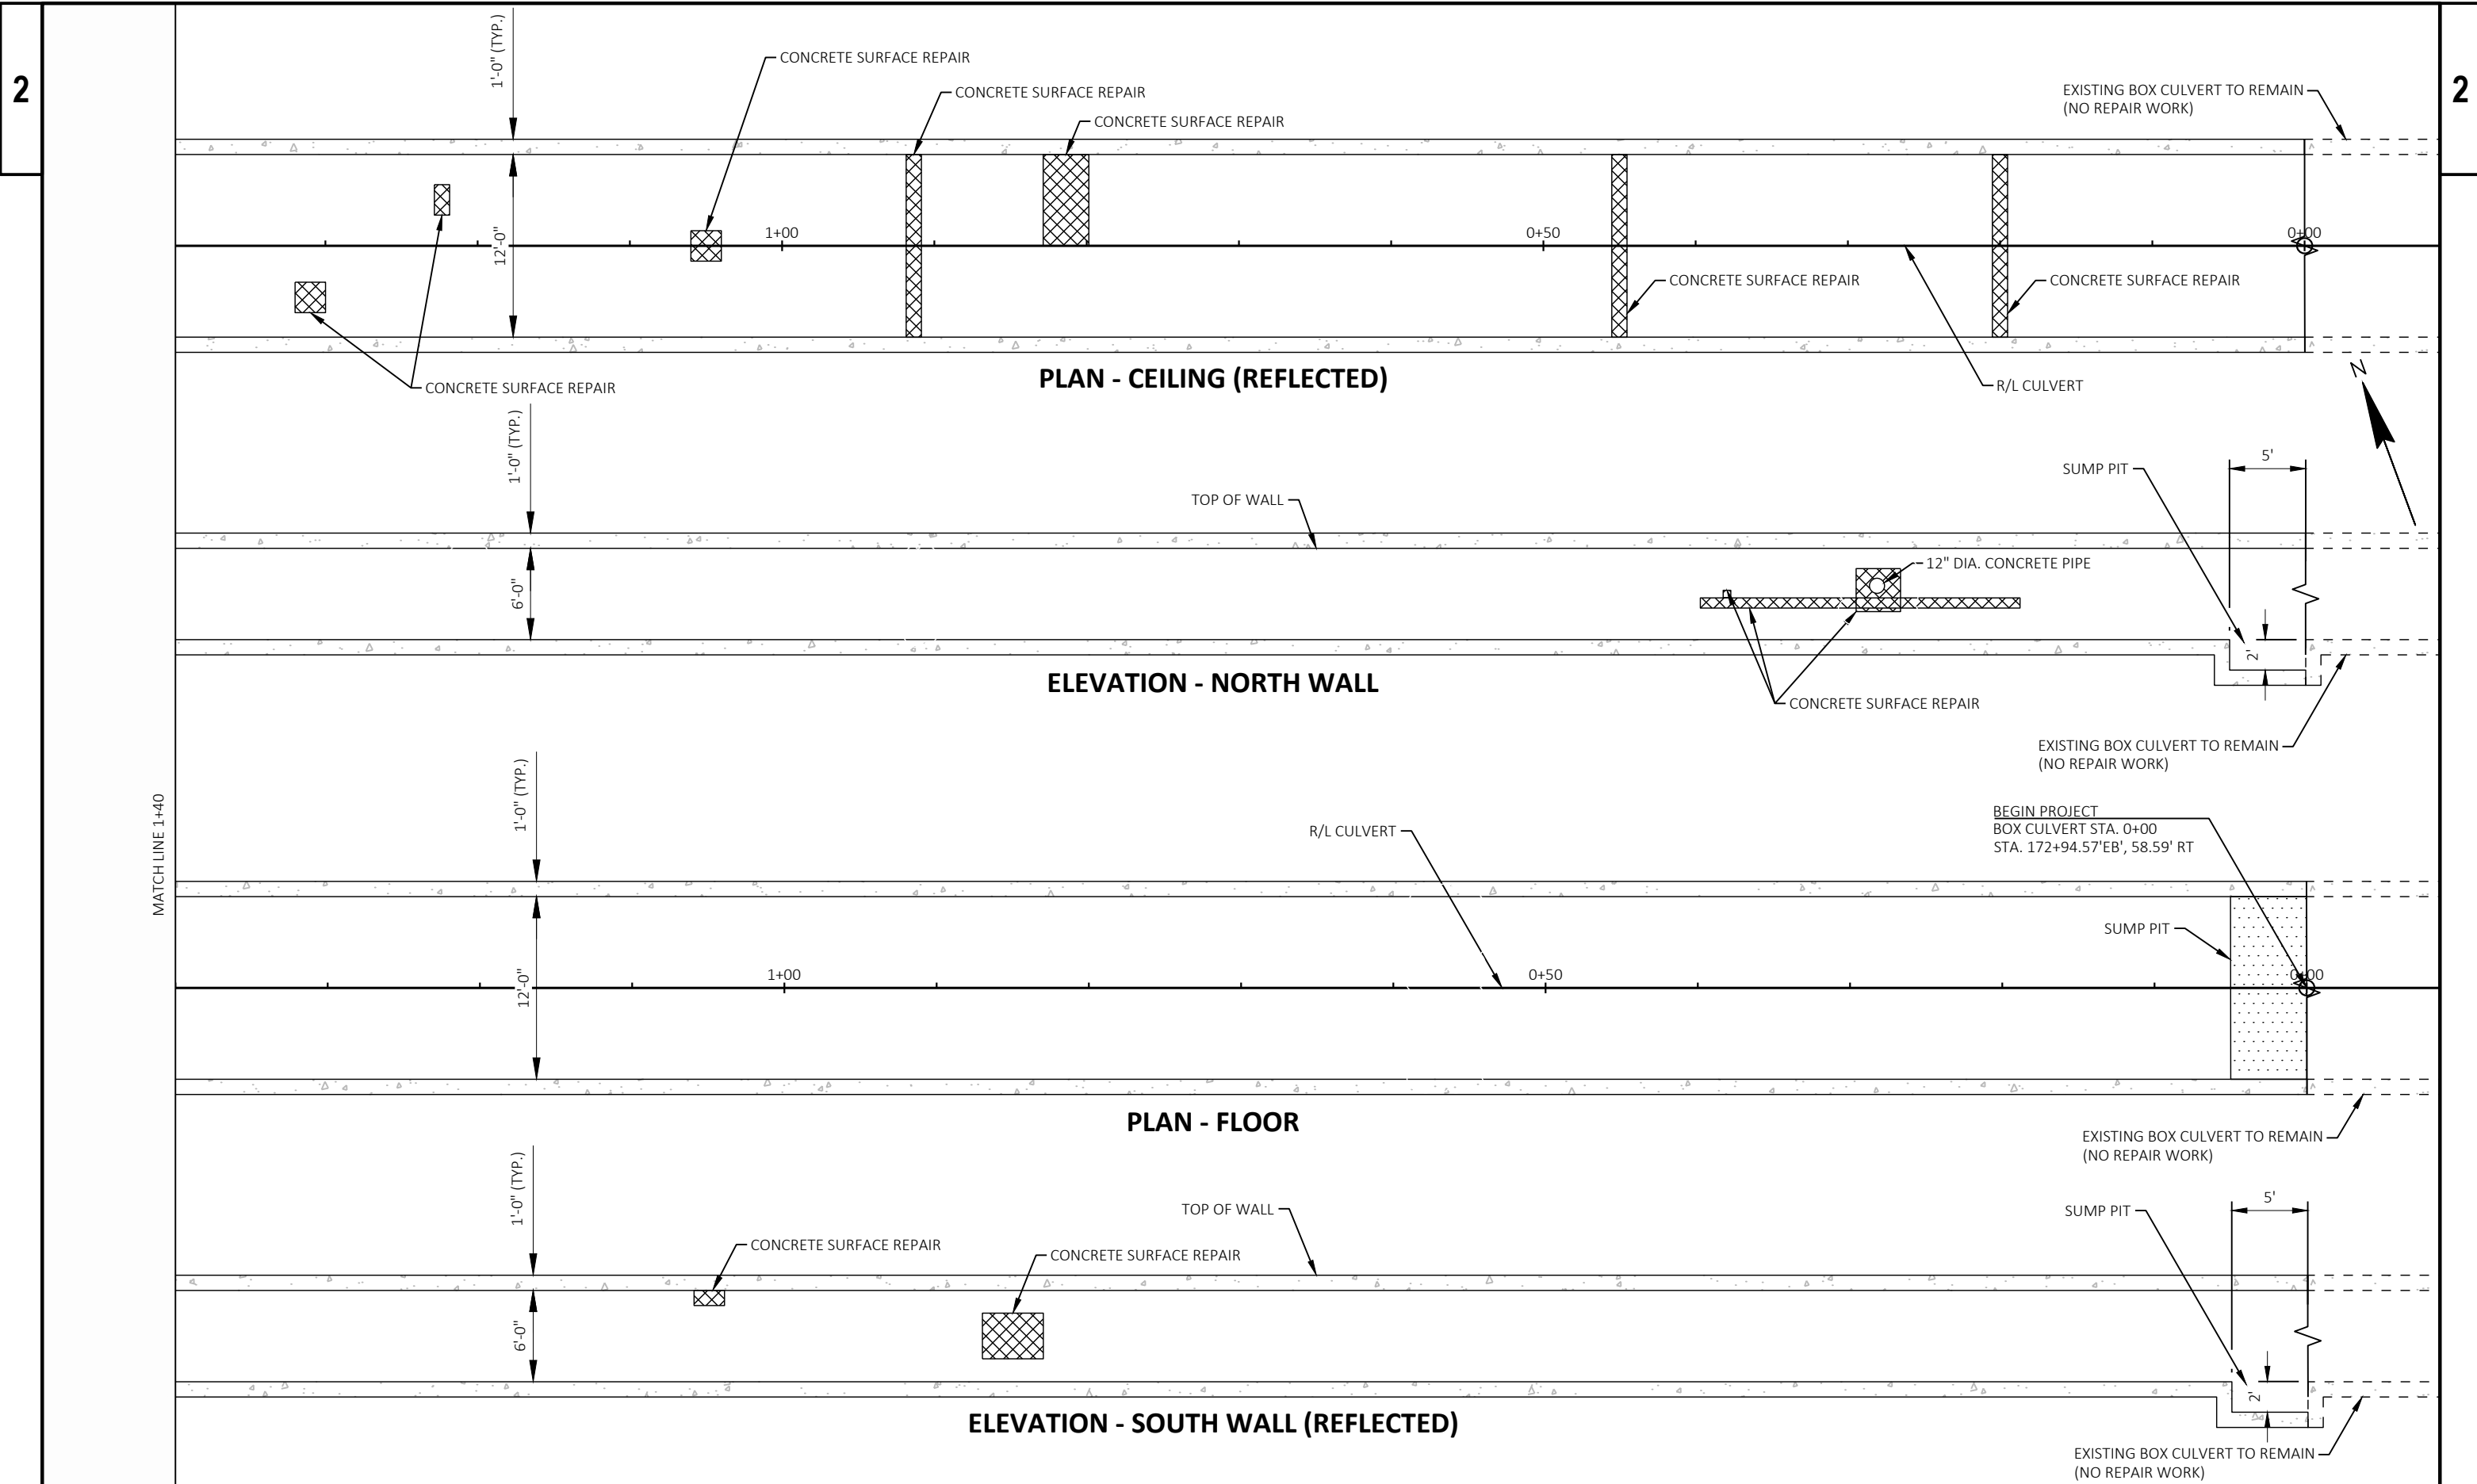 2
2
1'-0" (TYP.)
CONCRETE SURFACE REPAIR
CONCRETE SURFACE REPAIR
CONCRETE SURFACE REPAIR
EXISTING BOX CULVERT TO REMAIN
(NO REPAIR WORK)
12'-0"
1+00
0+50
0+00
CONCRETE SURFACE REPAIR
CONCRETE SURFACE REPAIR
CONCRETE SURFACE REPAIR
PLAN - CEILING (REFLECTED)
R/L CULVERT
N
1'-0" (TYP.)
TOP OF WALL
SUMP PIT
5'
6'-0"
12" DIA. CONCRETE PIPE
2'
ELEVATION - NORTH WALL
CONCRETE SURFACE REPAIR
EXISTING BOX CULVERT TO REMAIN
(NO REPAIR WORK)
MATCH LINE 1+40
1'-0" (TYP.)
R/L CULVERT
BEGIN PROJECT
BOX CULVERT STA. 0+00
STA. 172+94.57'EB', 58.59' RT
SUMP PIT
12'-0"
1+00
0+50
0+00
PLAN - FLOOR
EXISTING BOX CULVERT TO REMAIN
(NO REPAIR WORK)
1'-0" (TYP.)
CONCRETE SURFACE REPAIR
CONCRETE SURFACE REPAIR
TOP OF WALL
SUMP PIT
5'
6'-0"
2'
ELEVATION - SOUTH WALL (REFLECTED)
EXISTING BOX CULVERT TO REMAIN
(NO REPAIR WORK)